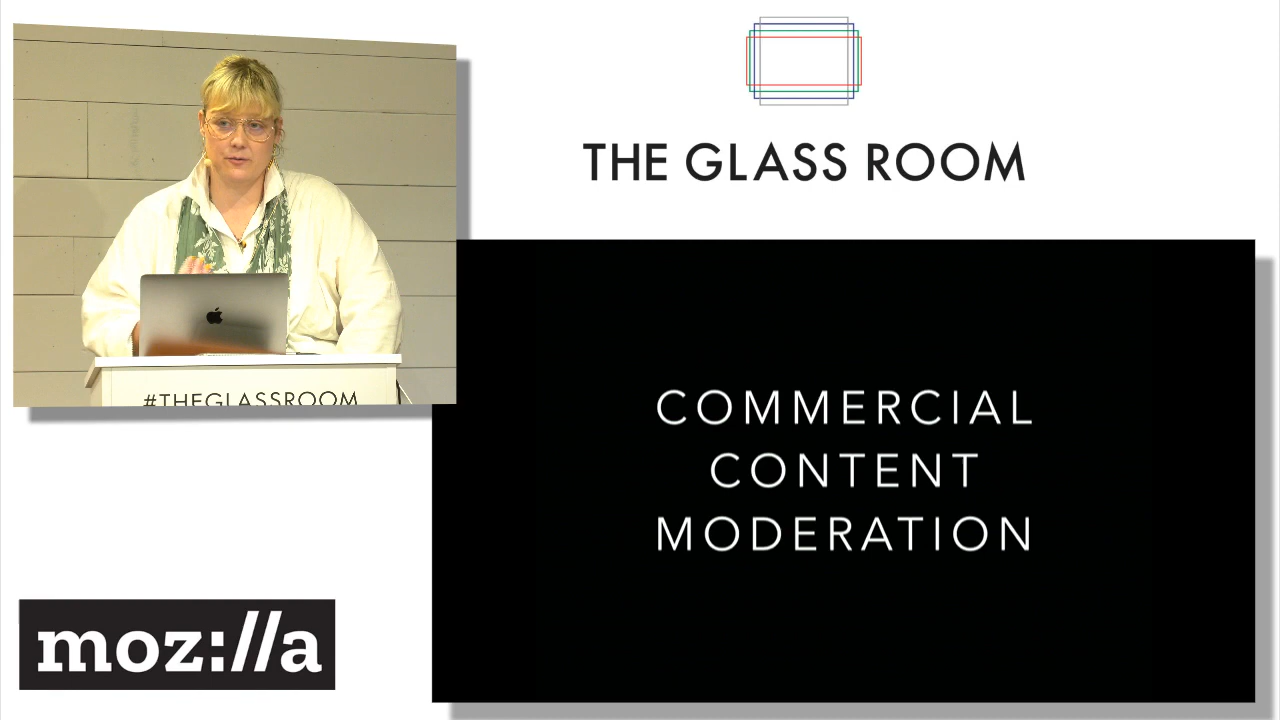 THE GLASS ROOM
COMMERCIAL
CONTENT
MODERATION
#THEGLASSROOM
moz://a